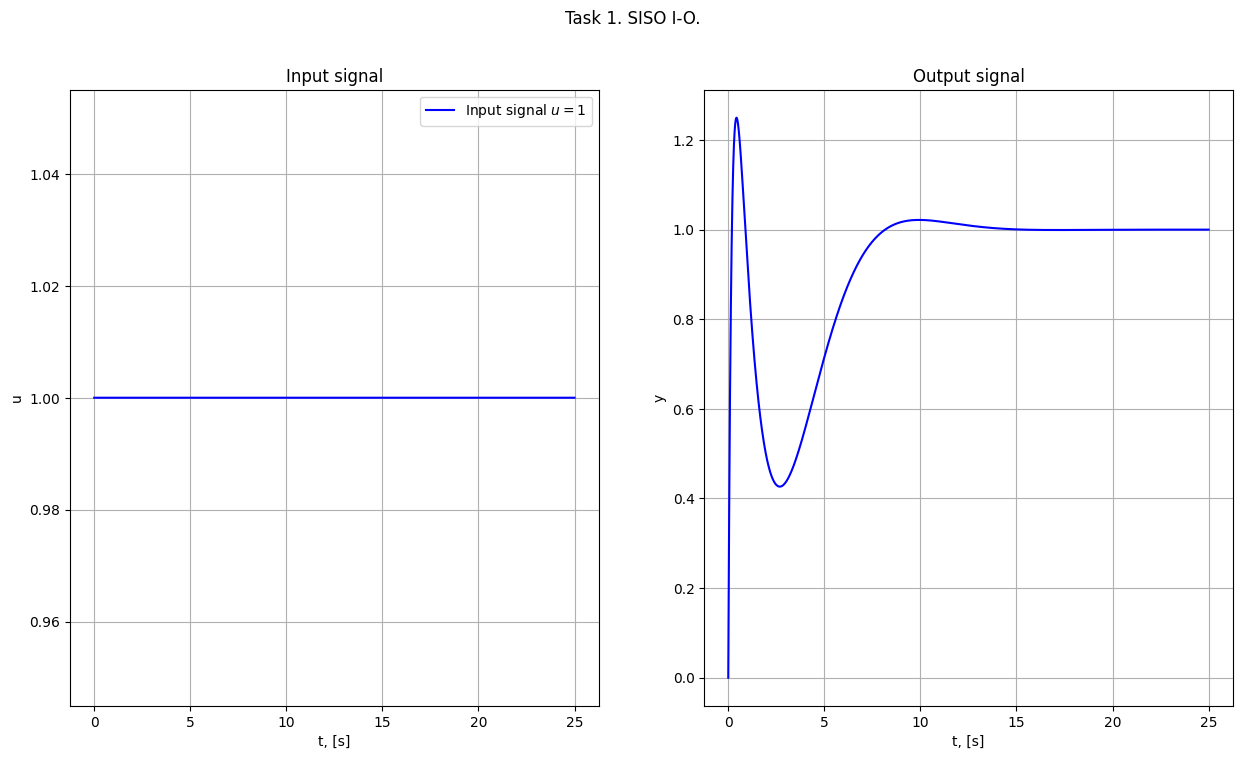 Task 1. SISO I-O.
Input signal
Input signal u = 1
1.04
1.02
1.00
0.98
0.96
u
0 5 10 15 20 25
t, [s]
Output signal
1.2
1.0
0.8
0.6
0.4
0.2
0.0
y
0 5 10 15 20 25
t, [s]